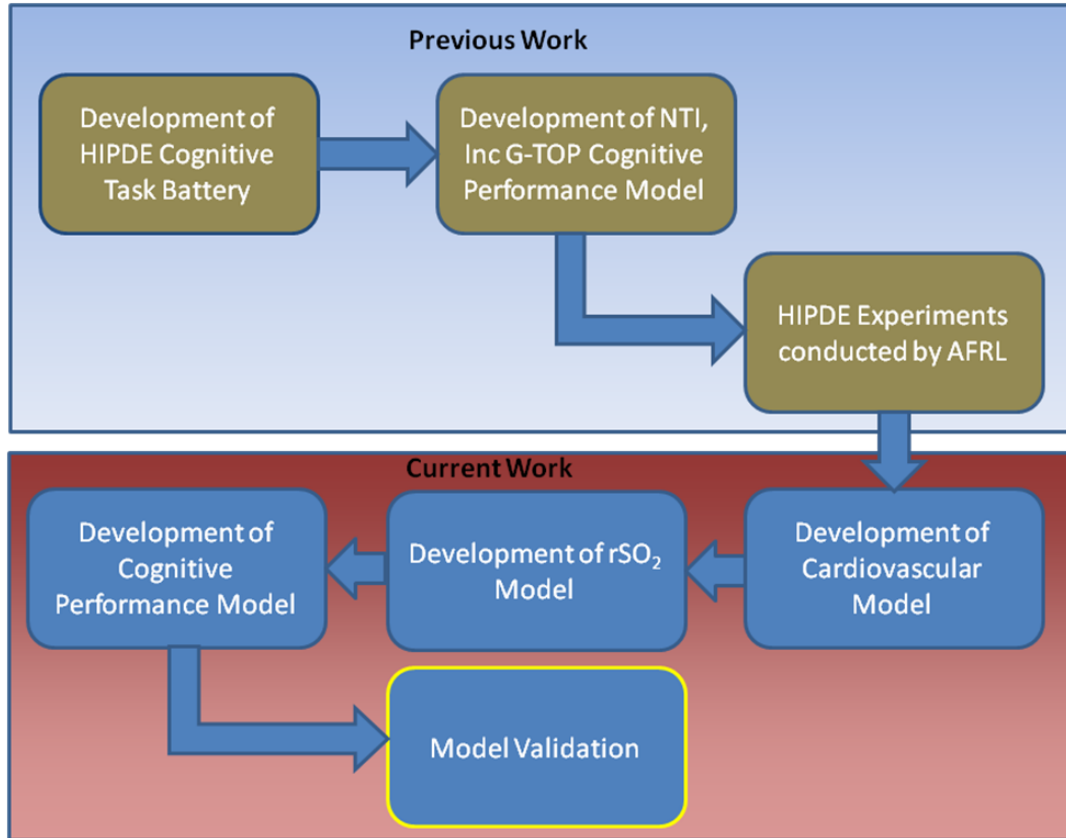 Previous Work
Development of
HIPDE Cognitive
Task Battery
Development of NTI,
Inc G-TOP Cognitive
Performance Model
HIPDE Experiments
conducted by AFRL
Current Work
Development of
Cardiovascular
Model
Development of rSO₂
Model
Development of
Cognitive
Performance Model
Model Validation